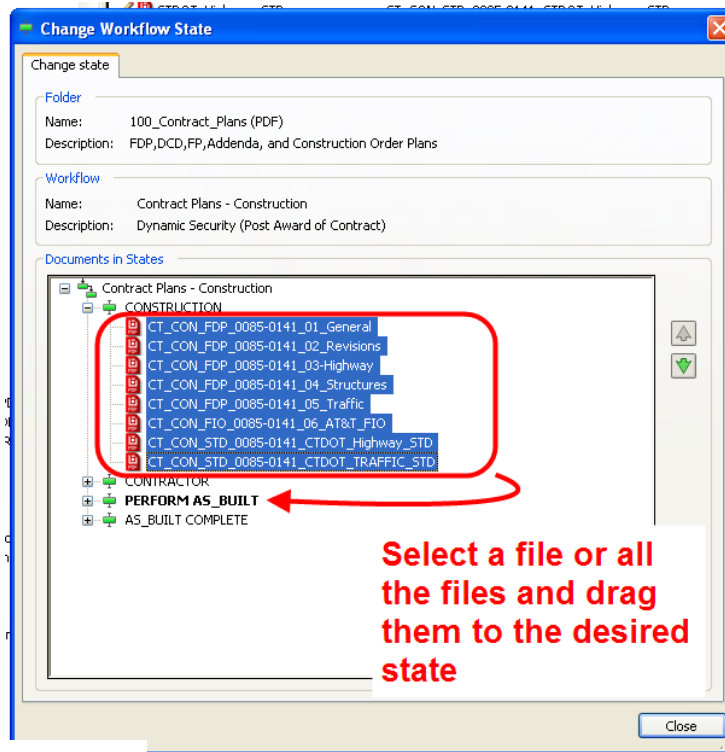 Change Workflow State
Change state
Folder
Name: 100_Contract_Plans (PDF)
Description: FDP,DCD,FP,Addenda, and Construction Order Plans
Workflow
Name: Contract Plans - Construction
Description: Dynamic Security (Post Award of Contract)
Documents in States
Contract Plans - Construction
CONSTRUCTION
CT_CON_FDP_0085-0141_01_General
CT_CON_FDP_0085-0141_02_Revisions
CT_CON_FDP_0085-0141_03-Highway
CT_CON_FDP_0085-0141_04_Structures
CT_CON_FDP_0085-0141_05_Traffic
CT_CON_FIO_0085-0141_06_AT&T_FIO
CT_CON_STD_0085-0141_CTDOT_Highway_STD
CT_CON_STD_0085-0141_CTDOT_TRAFFIC_STD
CONTRACTOR
PERFORM AS_BUILT
AS_BUILT COMPLETE
Select a file or all
the files and drag
them to the desired
state
Close